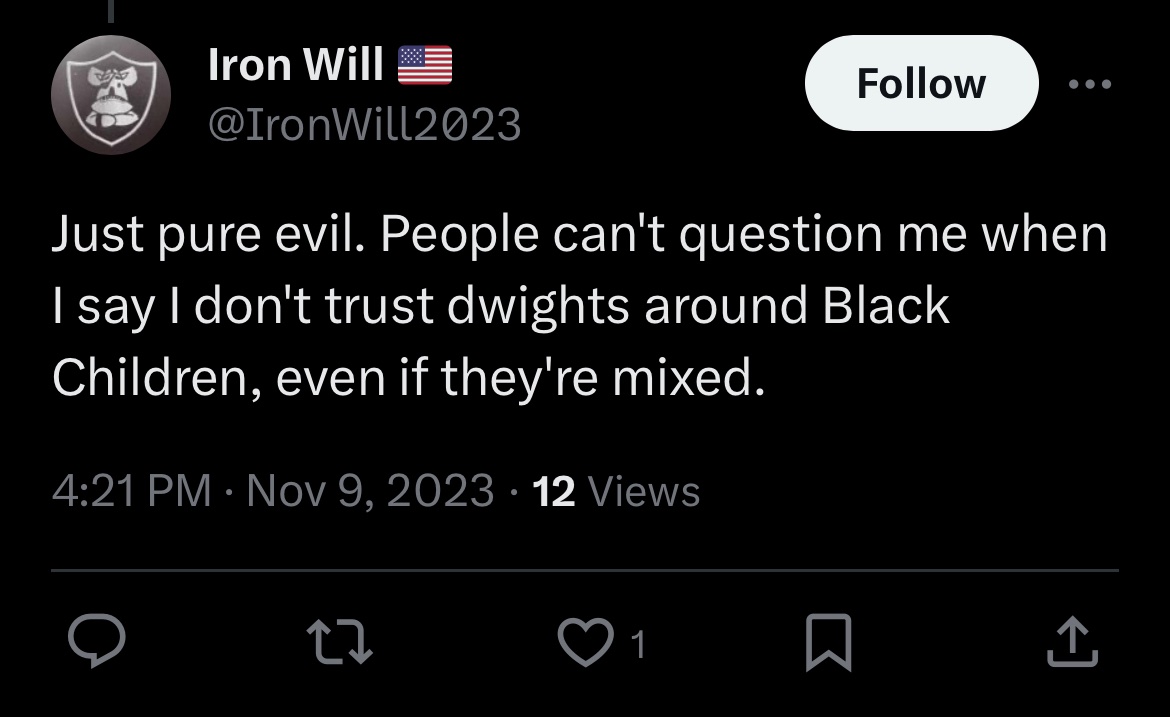 Iron Will 🇺🇸
@IronWill2023
Follow
Just pure evil. People can't question me when
I say I don't trust dwights around Black
Children, even if they're mixed.
4:21 PM · Nov 9, 2023 · 12 Views
1